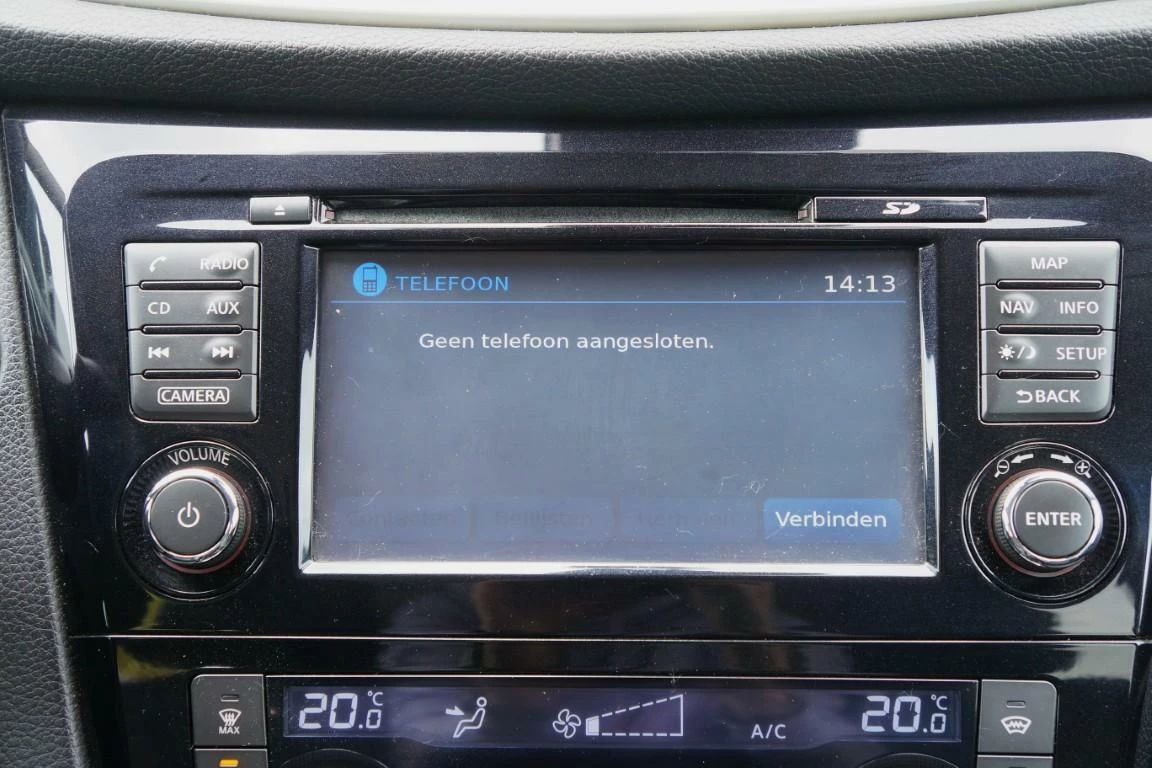 SD
RADIO
CD AUX
CAMERA
VOLUME
TELEFOON 14:13
Geen telefoon aangesloten.
Verbinden
MAP
NAV INFO
SETUP
BACK
ENTER
MAX
20.0 °C
A/C
20.0 °C